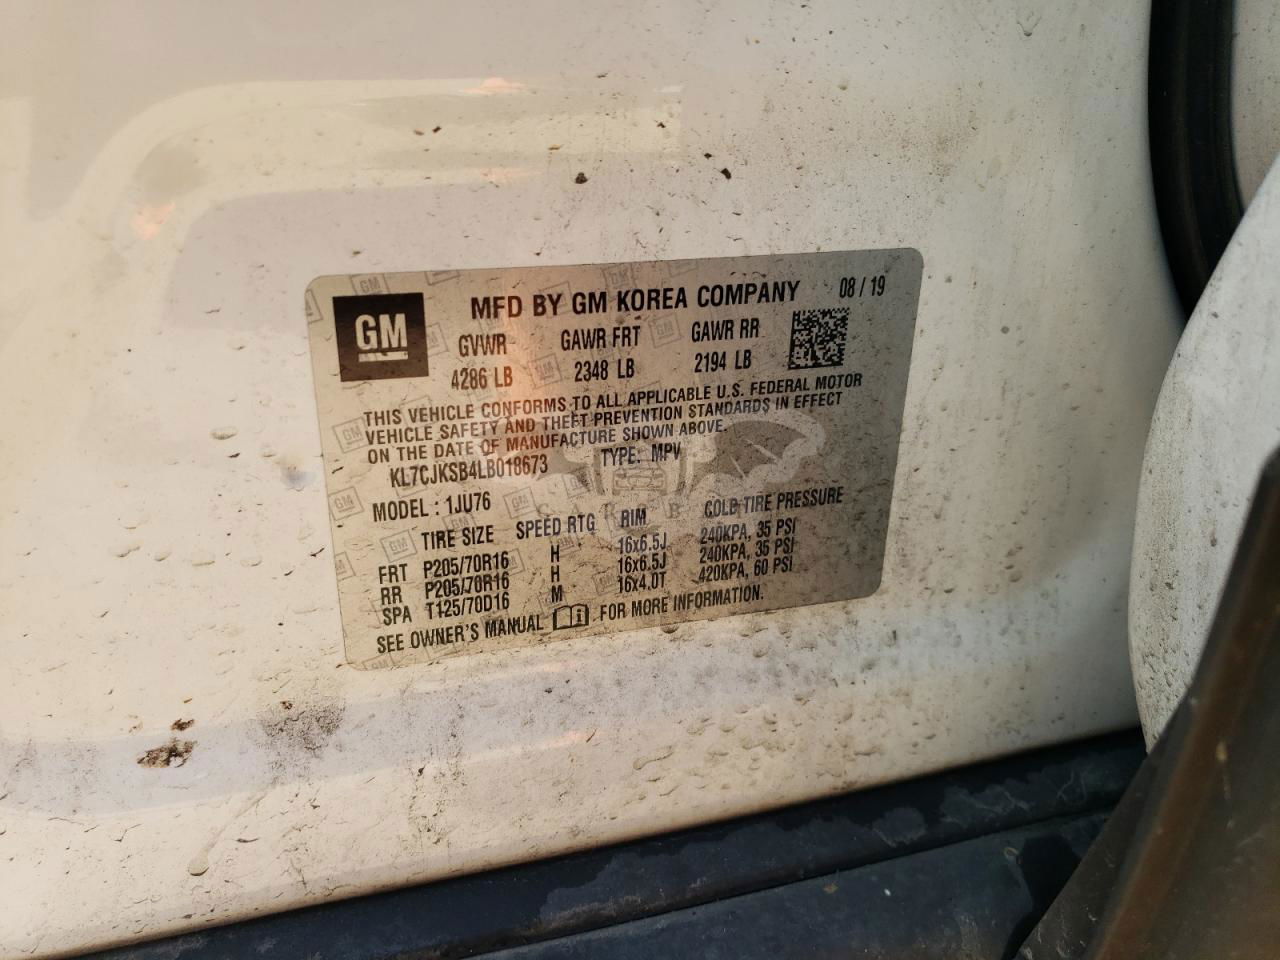 GM
MFD BY GM KOREA COMPANY 08/19
GVWR GAWR FRT GAWR RR
4286 LB 2348 LB 2194 LB
THIS VEHICLE CONFORMS TO ALL APPLICABLE U.S. FEDERAL MOTOR
VEHICLE SAFETY AND THEFT PREVENTION STANDARDS IN EFFECT
ON THE DATE OF MANUFACTURE SHOWN ABOVE.
KL7CJKSB4LB018673 TYPE: MPV
MODEL : 1JU76
TIRE SIZE SPEED RTG RIM COLD TIRE PRESSURE
FRT P205/70R16 H 16x6.5J 240KPA, 35 PSI
RR P205/70R16 H 16x6.5J 240KPA, 35 PSI
SPA T125/70D16 M 16x4.0T 420KPA, 60 PSI
SEE OWNER'S MANUAL FOR MORE INFORMATION.